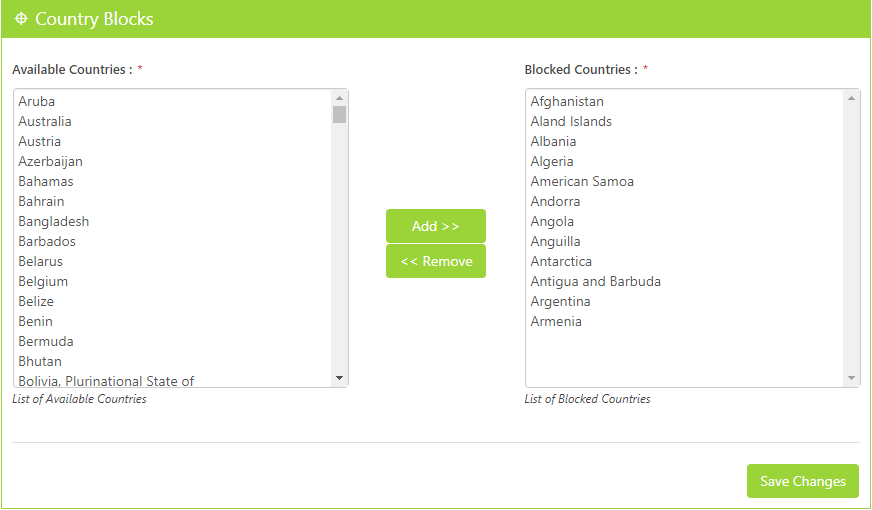 Country Blocks
Available Countries : *
Aruba
Australia
Austria
Azerbaijan
Bahamas
Bahrain
Bangladesh
Barbados
Belarus
Belgium
Belize
Benin
Bermuda
Bhutan
Bolivia, Plurinational State of
List of Available Countries
Add >>
<< Remove
Blocked Countries : *
Afghanistan
Aland Islands
Albania
Algeria
American Samoa
Andorra
Angola
Anguilla
Antarctica
Antigua and Barbuda
Argentina
Armenia
List of Blocked Countries
Save Changes